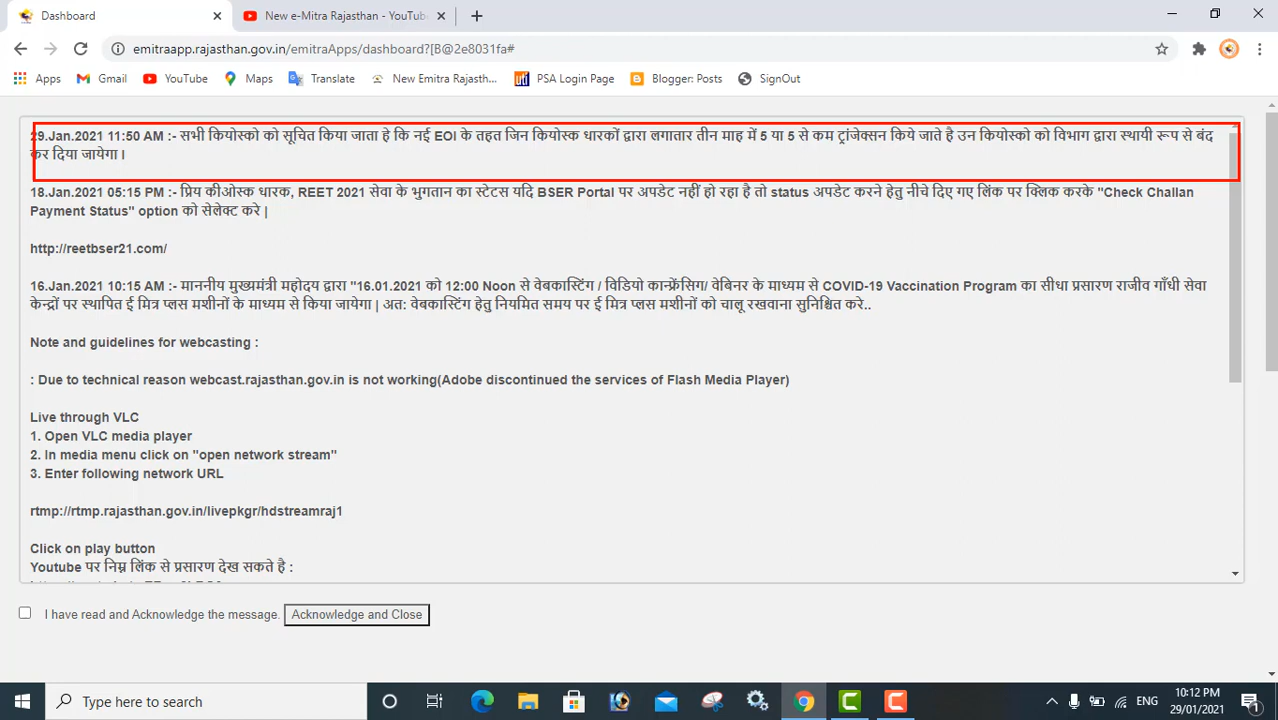 Dashboard
New e-Mitra Rajasthan - YouTube
emitraapp.rajasthan.gov.in/emitraApps/dashboard?[B@2e8031fa#
Apps Gmail YouTube Maps Translate New Emitra Rajasth... PSA Login Page Blogger: Posts SignOut
29.Jan.2021 11:50 AM :- सभी कियोस्को को सूचित किया जाता हे कि नई EOI के तहत जिन कियोस्क धारकों द्वारा लगातार तीन माह में 5 या 5 से कम ट्रांजेक्सन किये जाते है उन कियोस्को को विभाग द्वारा स्थायी रूप से बंद
कर दिया जायेगा।
18.Jan.2021 05:15 PM :- प्रिय कीओस्क धारक, REET 2021 सेवा के भुगतान का स्टेटस यदि BSER Portal पर अपडेट नहीं हो रहा है तो status अपडेट करने हेतु नीचे दिए गए लिंक पर क्लिक करके "Check Challan
Payment Status" option को सेलेक्ट करे |
http://reetbser21.com/
16.Jan.2021 10:15 AM :- माननीय मुख्यमंत्री महोदय द्वारा "16.01.2021 को 12:00 Noon से वेबकास्टिंग / विडियो कान्फ्रेंसिग/ वेबिनर के माध्यम से COVID-19 Vaccination Program का सीधा प्रसारण राजीव गाँधी सेवा
केन्द्रों पर स्थापित ई मित्र प्लस मशीनों के माध्यम से किया जायेगा | अत: वेबकास्टिंग हेतु नियमित समय पर ई मित्र प्लस मशीनों को चालू रखवाना सुनिश्चित करे..
Note and guidelines for webcasting :
: Due to technical reason webcast.rajasthan.gov.in is not working(Adobe discontinued the services of Flash Media Player)
Live through VLC
1. Open VLC media player
2. In media menu click on "open network stream"
3. Enter following network URL
rtmp://rtmp.rajasthan.gov.in/livepkgr/hdstreamraj1
Click on play button
Youtube पर निम्न लिंक से प्रसारण देख सकते है :
I have read and Acknowledge the message. Acknowledge and Close
Type here to search
ENG
10:12 PM
29/01/2021